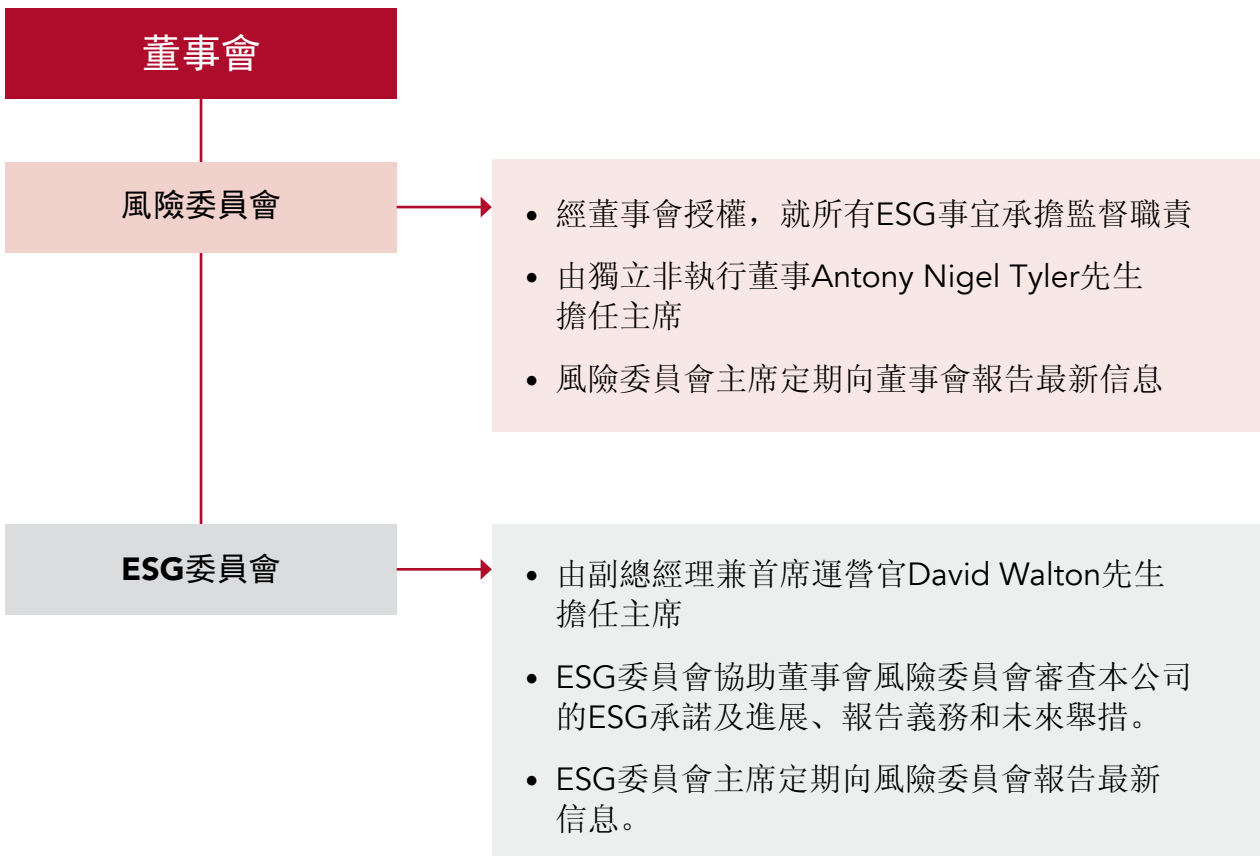 董事會
風險委員會
• 經董事會授權，就所有ESG事宜承擔監督職責
• 由獨立非執行董事Antony Nigel Tyler先生
擔任主席
• 風險委員會主席定期向董事會報告最新信息
ESG委員會
• 由副總經理兼首席運營官David Walton先生
擔任主席
• ESG委員會協助董事會風險委員會審查本公司
的ESG承諾及進展、報告義務和未來舉措。
• ESG委員會主席定期向風險委員會報告最新
信息。